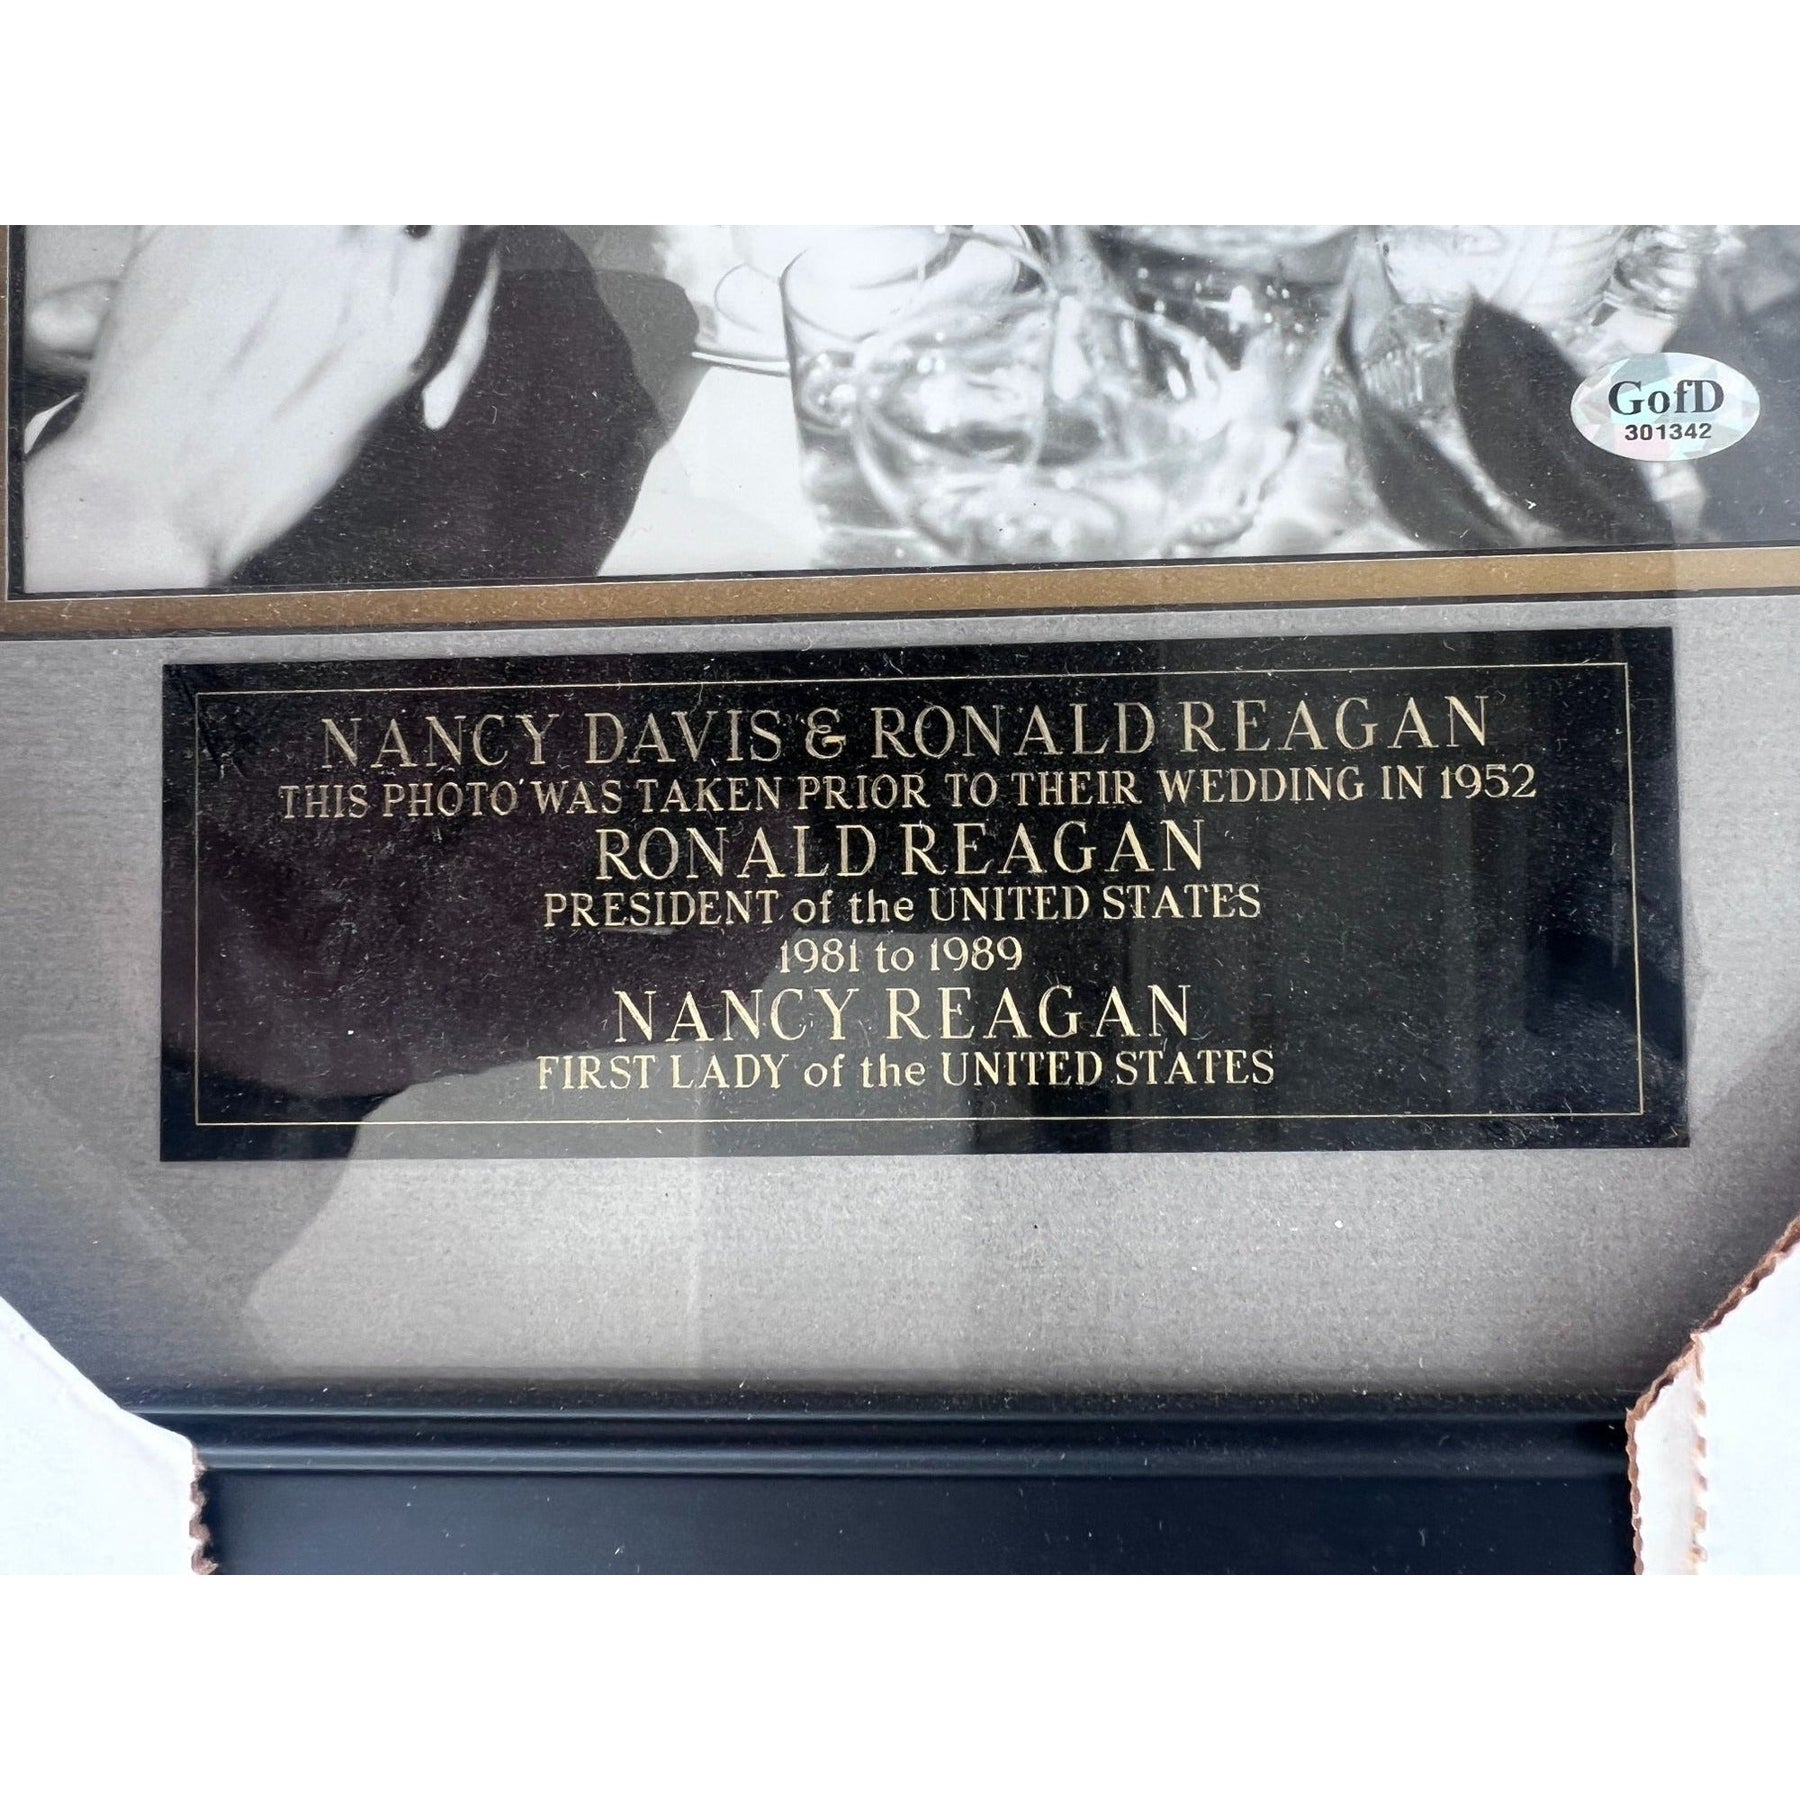 GofD
301342
NANCY DAVIS & RONALD REAGAN
THIS PHOTO WAS TAKEN PRIOR TO THEIR WEDDING IN 1952
RONALD REAGAN
PRESIDENT of the UNITED STATES
1981 to 1989
NANCY REAGAN
FIRST LADY of the UNITED STATES